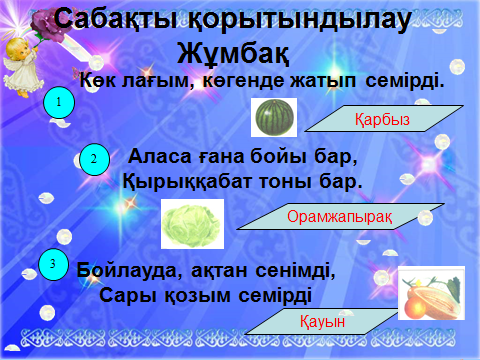 Сабақты қорытындылау
Жұмбақ
Көк лағым, көгенде жатып семірді.
1
Қарбыз
2
Аласа ғана бойы бар,
Қырыққабат тоны бар.
Орамжапырақ
3
Бойлауда, ақтан сенімді,
Сары қозым семірді
Қауын